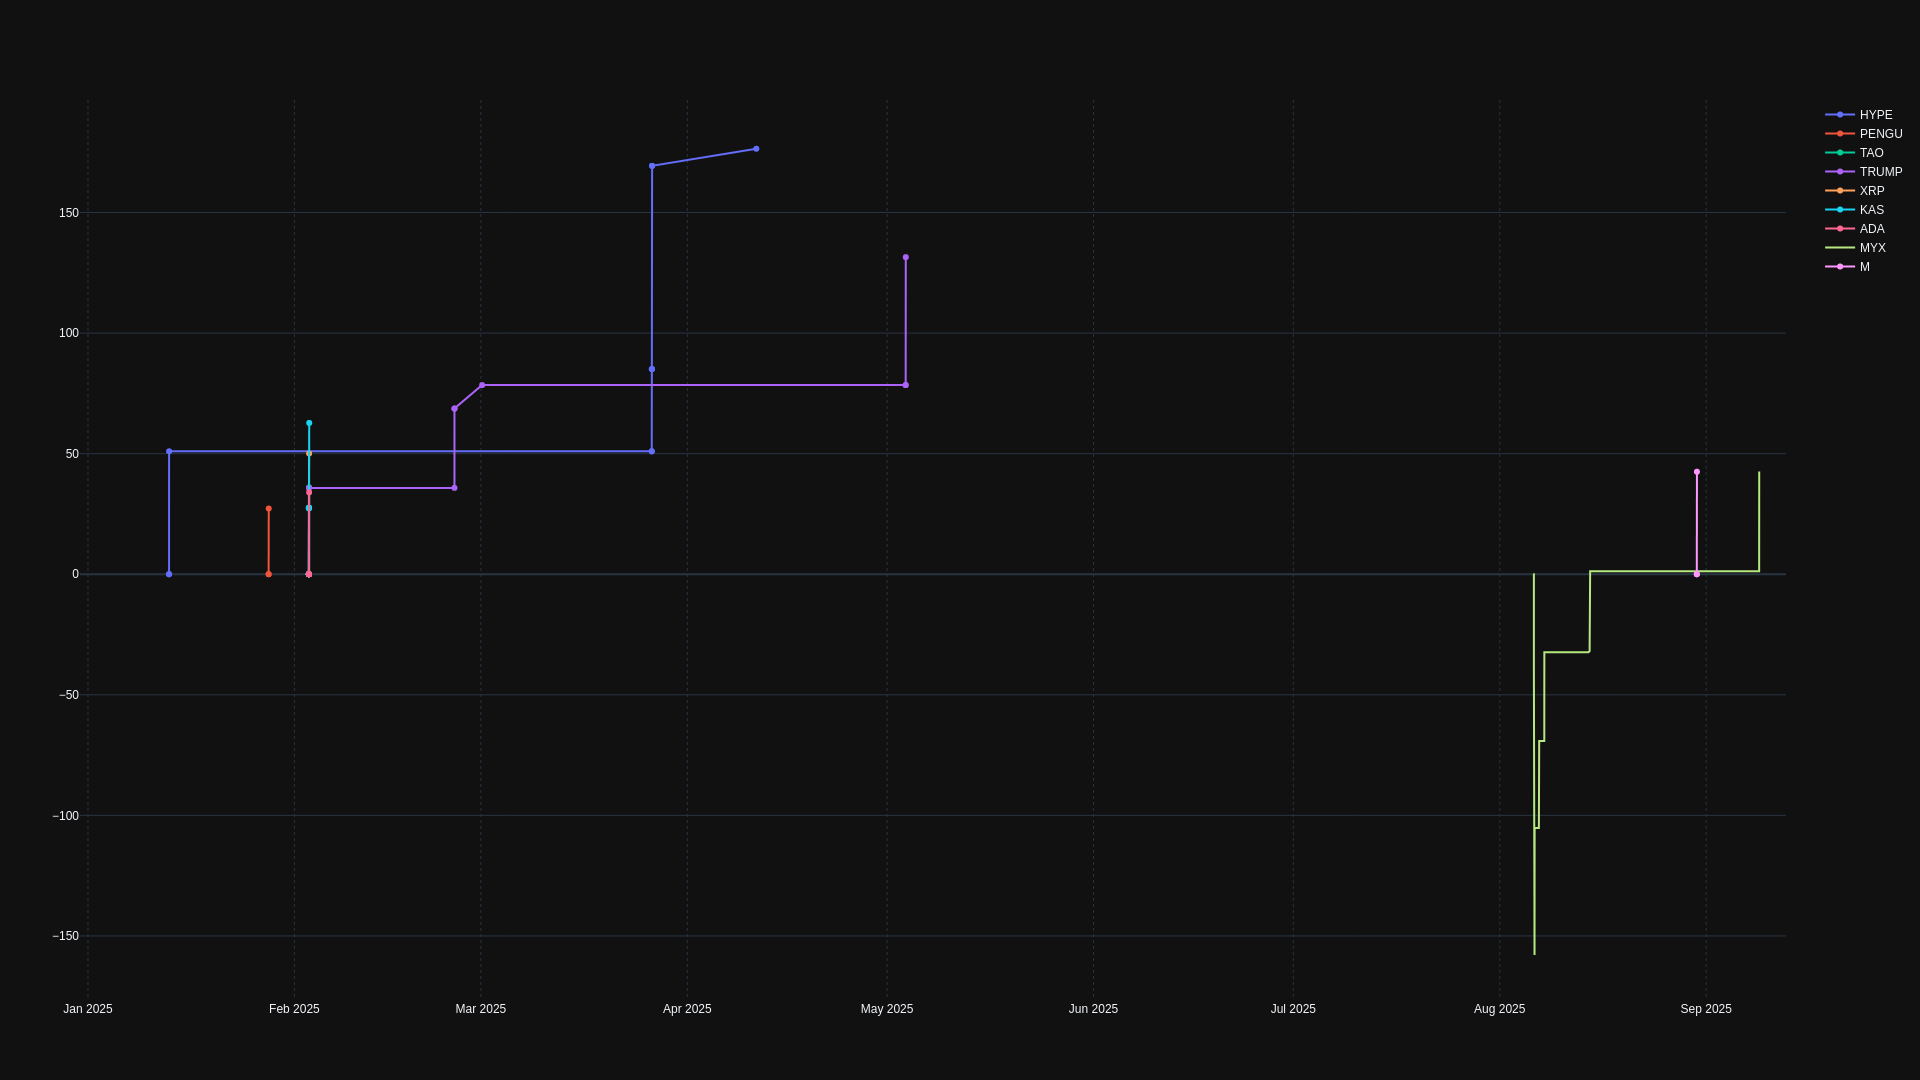 HYPE
PENGU
TAO
TRUMP
XRP
KAS
ADA
MYX
M
150
100
50
0
−50
−100
−150
Jan 2025
Feb 2025
Mar 2025
Apr 2025
May 2025
Jun 2025
Jul 2025
Aug 2025
Sep 2025